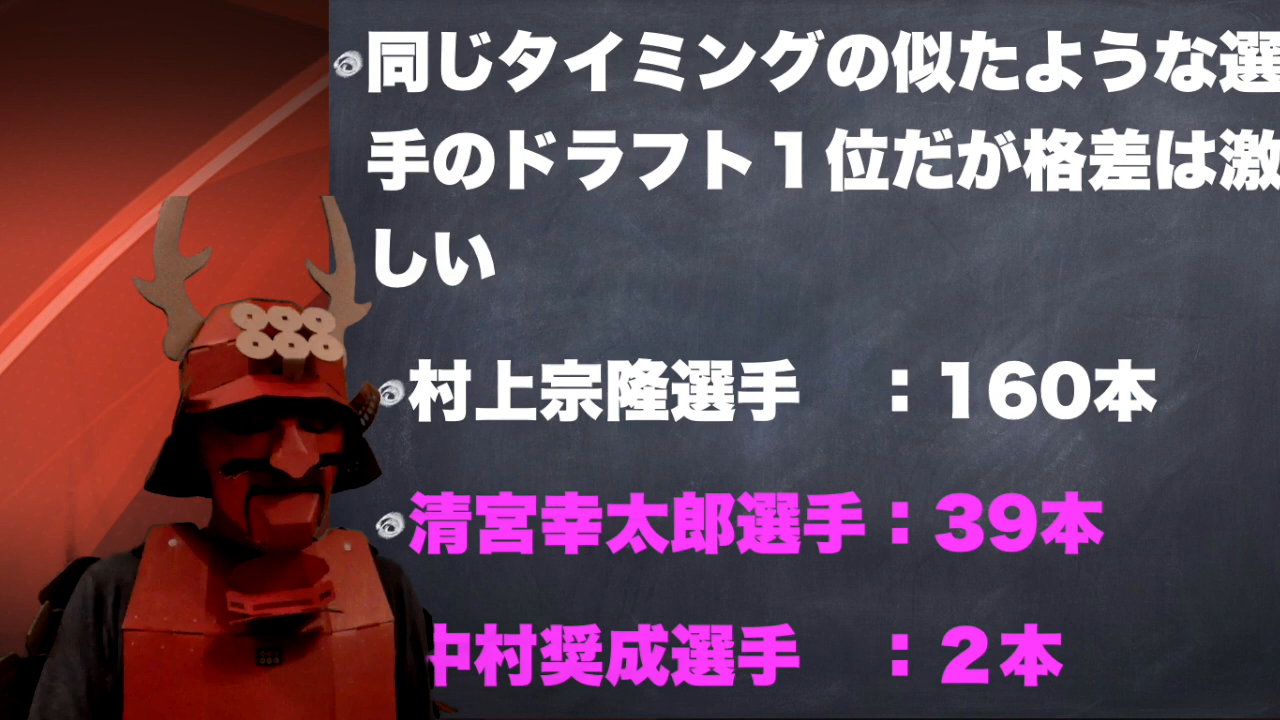 同じタイミングの似たような選
手のドラフト１位だが格差は激
しい
村上宗隆選手　：160本
清宮幸太郎選手：39本
中村奨成選手　：２本